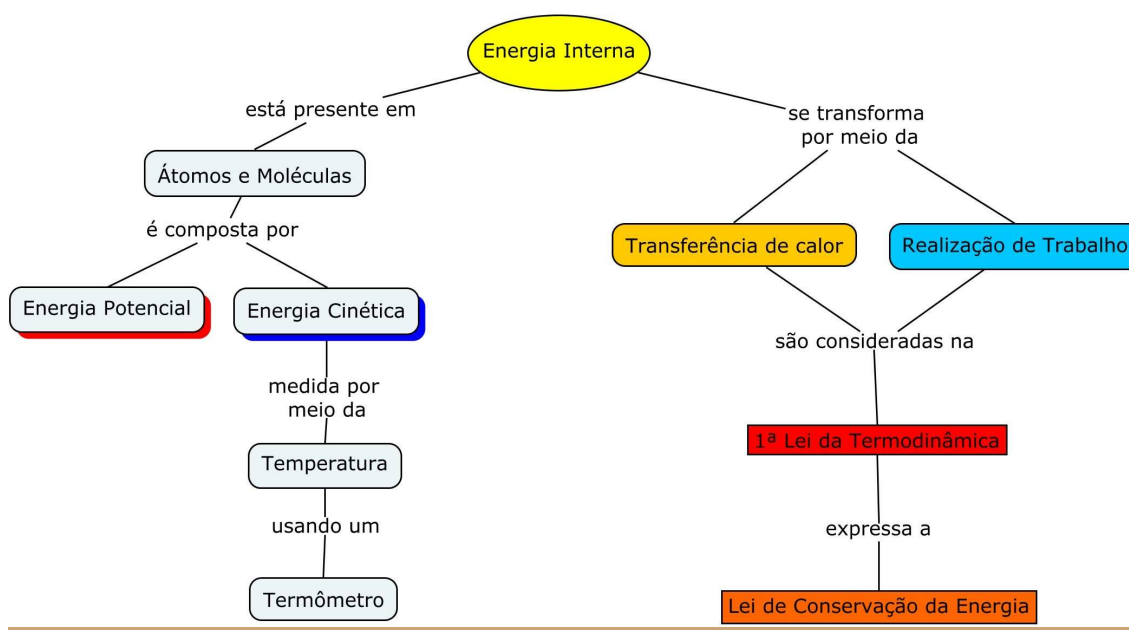 Energia Interna
está presente em
se transforma
por meio da
Átomos e Moléculas
é composta por
Transferência de calor
Realização de Trabalho
Energia Potencial
Energia Cinética
são consideradas na
medida por
meio da
1ª Lei da Termodinâmica
Temperatura
usando um
expressa a
Termômetro
Lei de Conservação da Energia